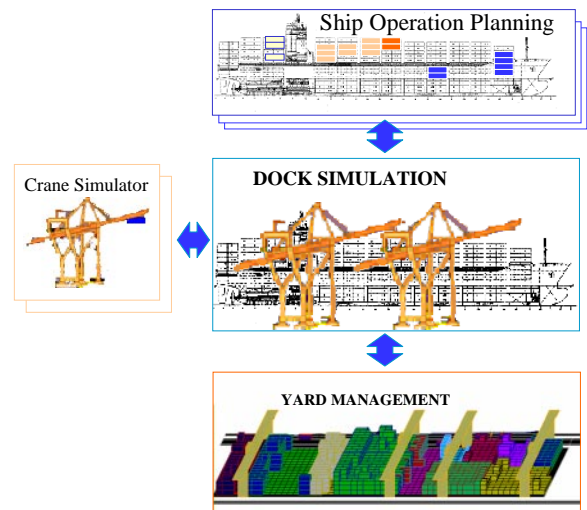 Ship Operation Planning
Crane Simulator
DOCK SIMULATION
YARD MANAGEMENT